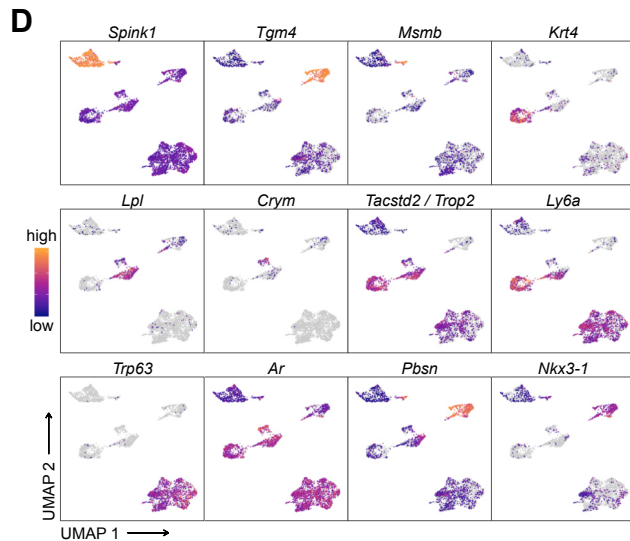 D
Spink1 Tgm4 Msmb Krt4
Lpl Crym Tacstd2 / Trop2 Ly6a
high
low
Trp63 Ar Pbsn Nkx3-1
UMAP 2
UMAP 1